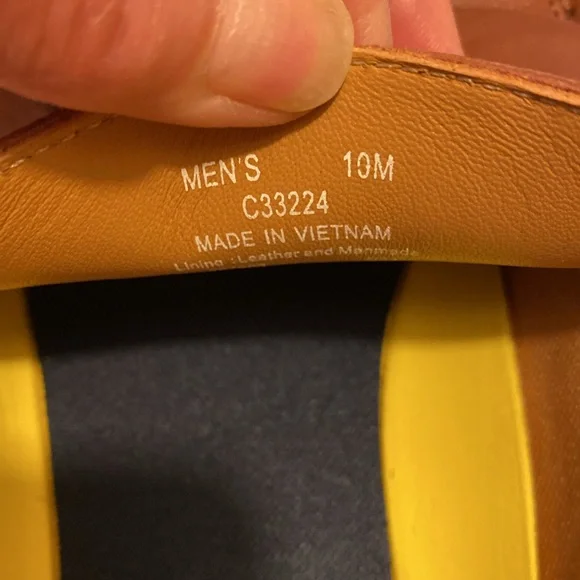 MEN'S 10M
C33224
MADE IN VIETNAM
Lining : Leather and Manmade